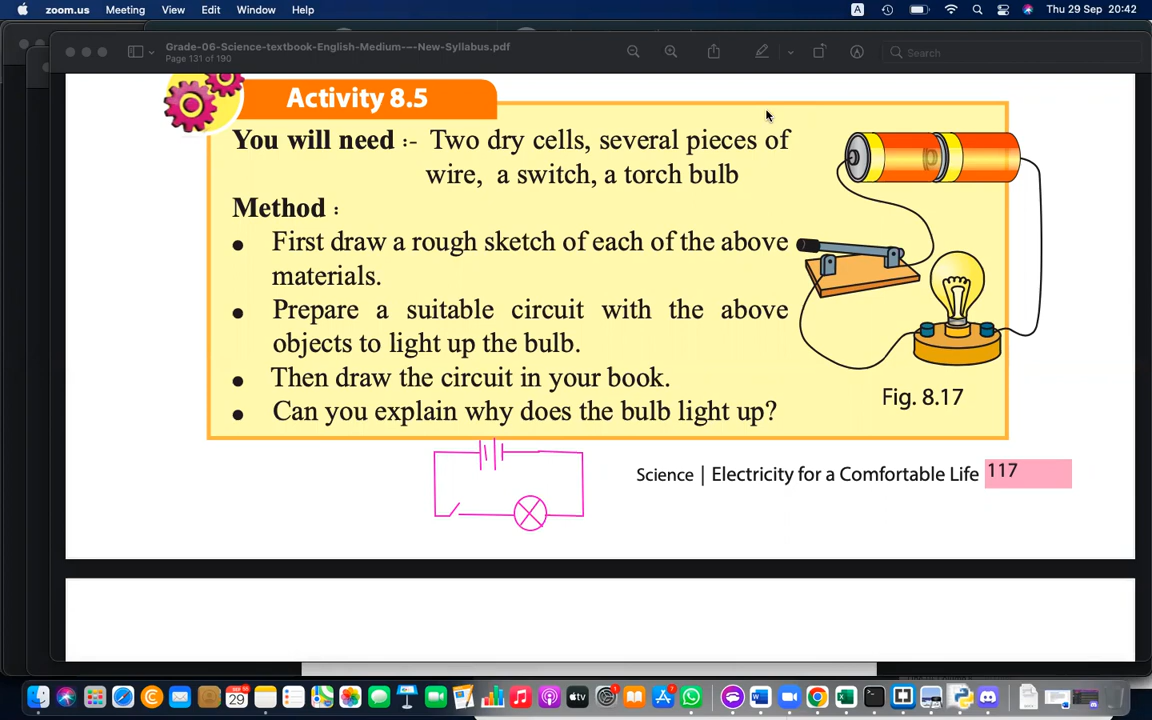 zoom.us Meeting View Edit Window Help A Thu 29 Sep 20:42
Grade-06-Science-textbook-English-Medium-–-New-Syllabus.pdf
Page 131 of 190
Search
Activity 8.5
You will need :- Two dry cells, several pieces of
wire, a switch, a torch bulb
Method :
• First draw a rough sketch of each of the above
materials.
• Prepare a suitable circuit with the above
objects to light up the bulb.
• Then draw the circuit in your book.
• Can you explain why does the bulb light up?
Fig. 8.17
Science | Electricity for a Comfortable Life 117